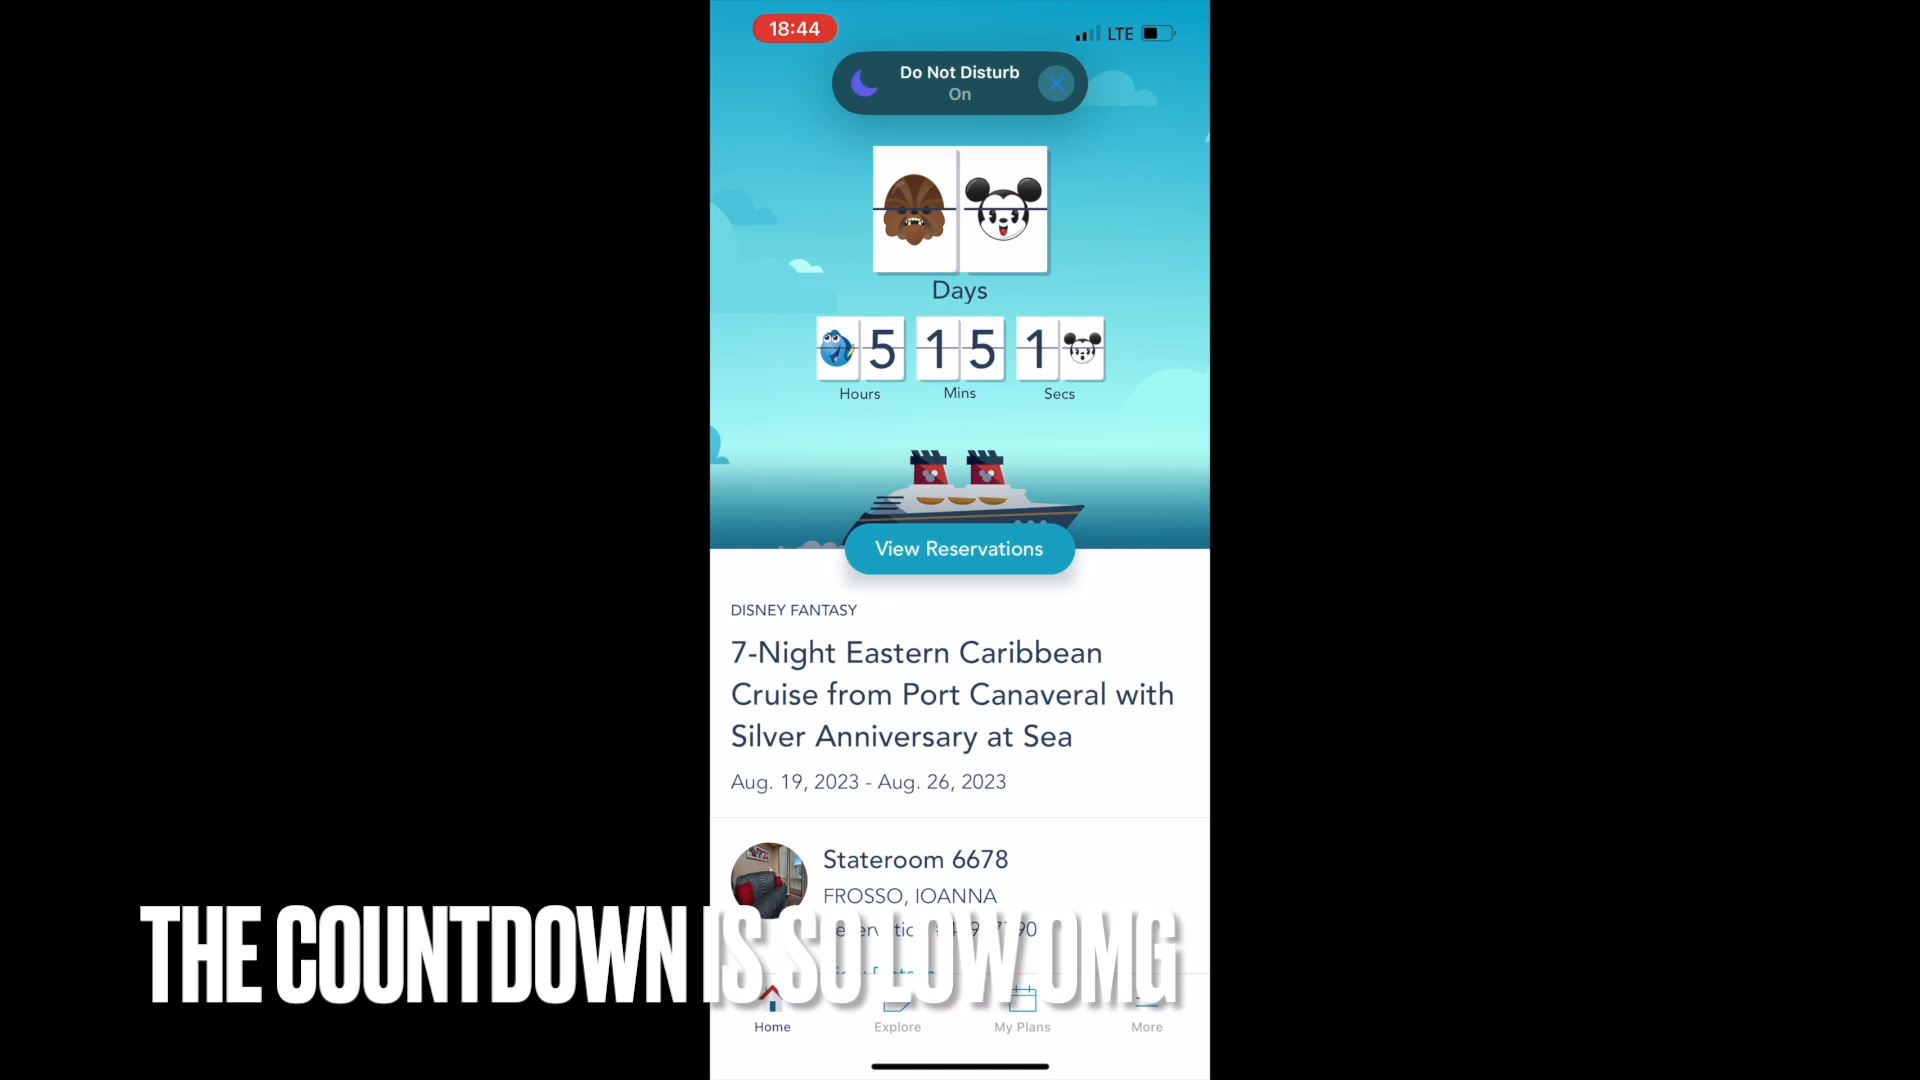 18:44
LTE
Do Not Disturb
On
Days
5 15 1
Hours Mins Secs
View Reservations
DISNEY FANTASY
7-Night Eastern Caribbean
Cruise from Port Canaveral with
Silver Anniversary at Sea
Aug. 19, 2023 - Aug. 26, 2023
Stateroom 6678
FROSSO, IOANNA
THE COUNTDOWN IS SO LOW OMG
Home Explore My Plans More